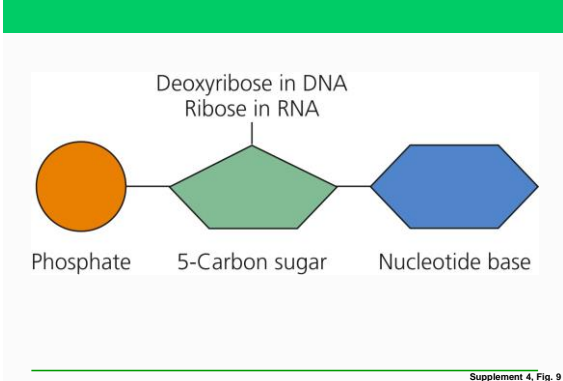 Deoxyribose in DNA
Ribose in RNA
Phosphate
5-Carbon sugar
Nucleotide base
Supplement 4, Fig. 9